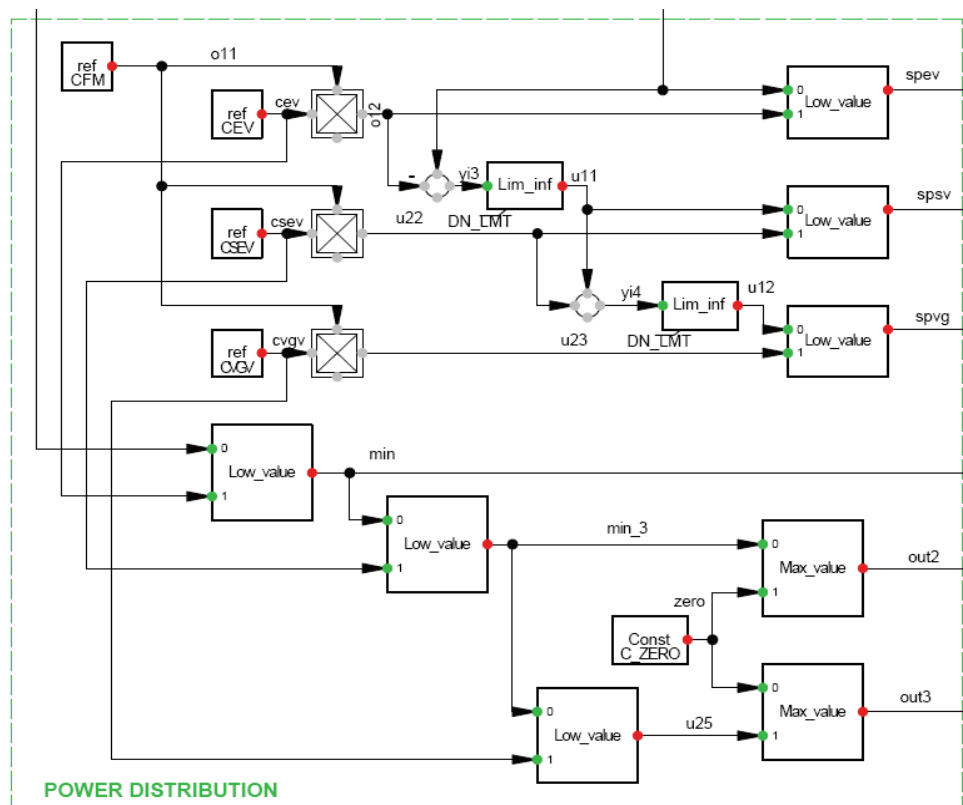 ref
CFM
o11
ref
CEV
cev
o12
0
1
Low_value
spev
-
yi3
Lim_inf
u11
DN_LMT
u22
ref
CSEV
csev
0
1
Low_value
spsv
yi4
Lim_inf
u12
DN_LMT
u23
ref
CVGV
cvgv
0
1
Low_value
spvg
0
Low_value
1
min
0
Low_value
1
min_3
0
Max_value
1
out2
zero
Const
C_ZERO
0
Low_value
1
u25
0
Max_value
1
out3
POWER DISTRIBUTION